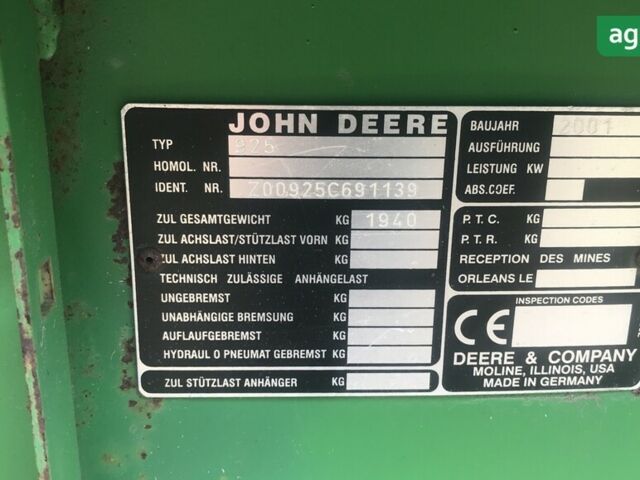 ag
JOHN DEERE
TYP 925
HOMOL. NR.
IDENT. NR. Z00925C691139
ZUL GESAMTGEWICHT KG 1940
ZUL ACHSLAST/STÜTZLAST VORN KG
ZUL ACHSLAST HINTEN KG
TECHNISCH ZULÄSSIGE ANHÄNGELAST
UNGEBREMST KG
UNABHÄNGIGE BREMSUNG KG
AUFLAUFGEBREMST KG
HYDRAUL O PNEUMAT GEBREMST KG
ZUL STÜTZLAST ANHÄNGER KG
BAUJAHR 2001
AUSFÜHRUNG
LEISTUNG KW
ABS.COEF.
P. T. C. KG
P. T. R. KG
RECEPTION DES MINES
ORLEANS LE
INSPECTION CODES
CE
DEERE & COMPANY
MOLINE, ILLINOIS, USA
MADE IN GERMANY